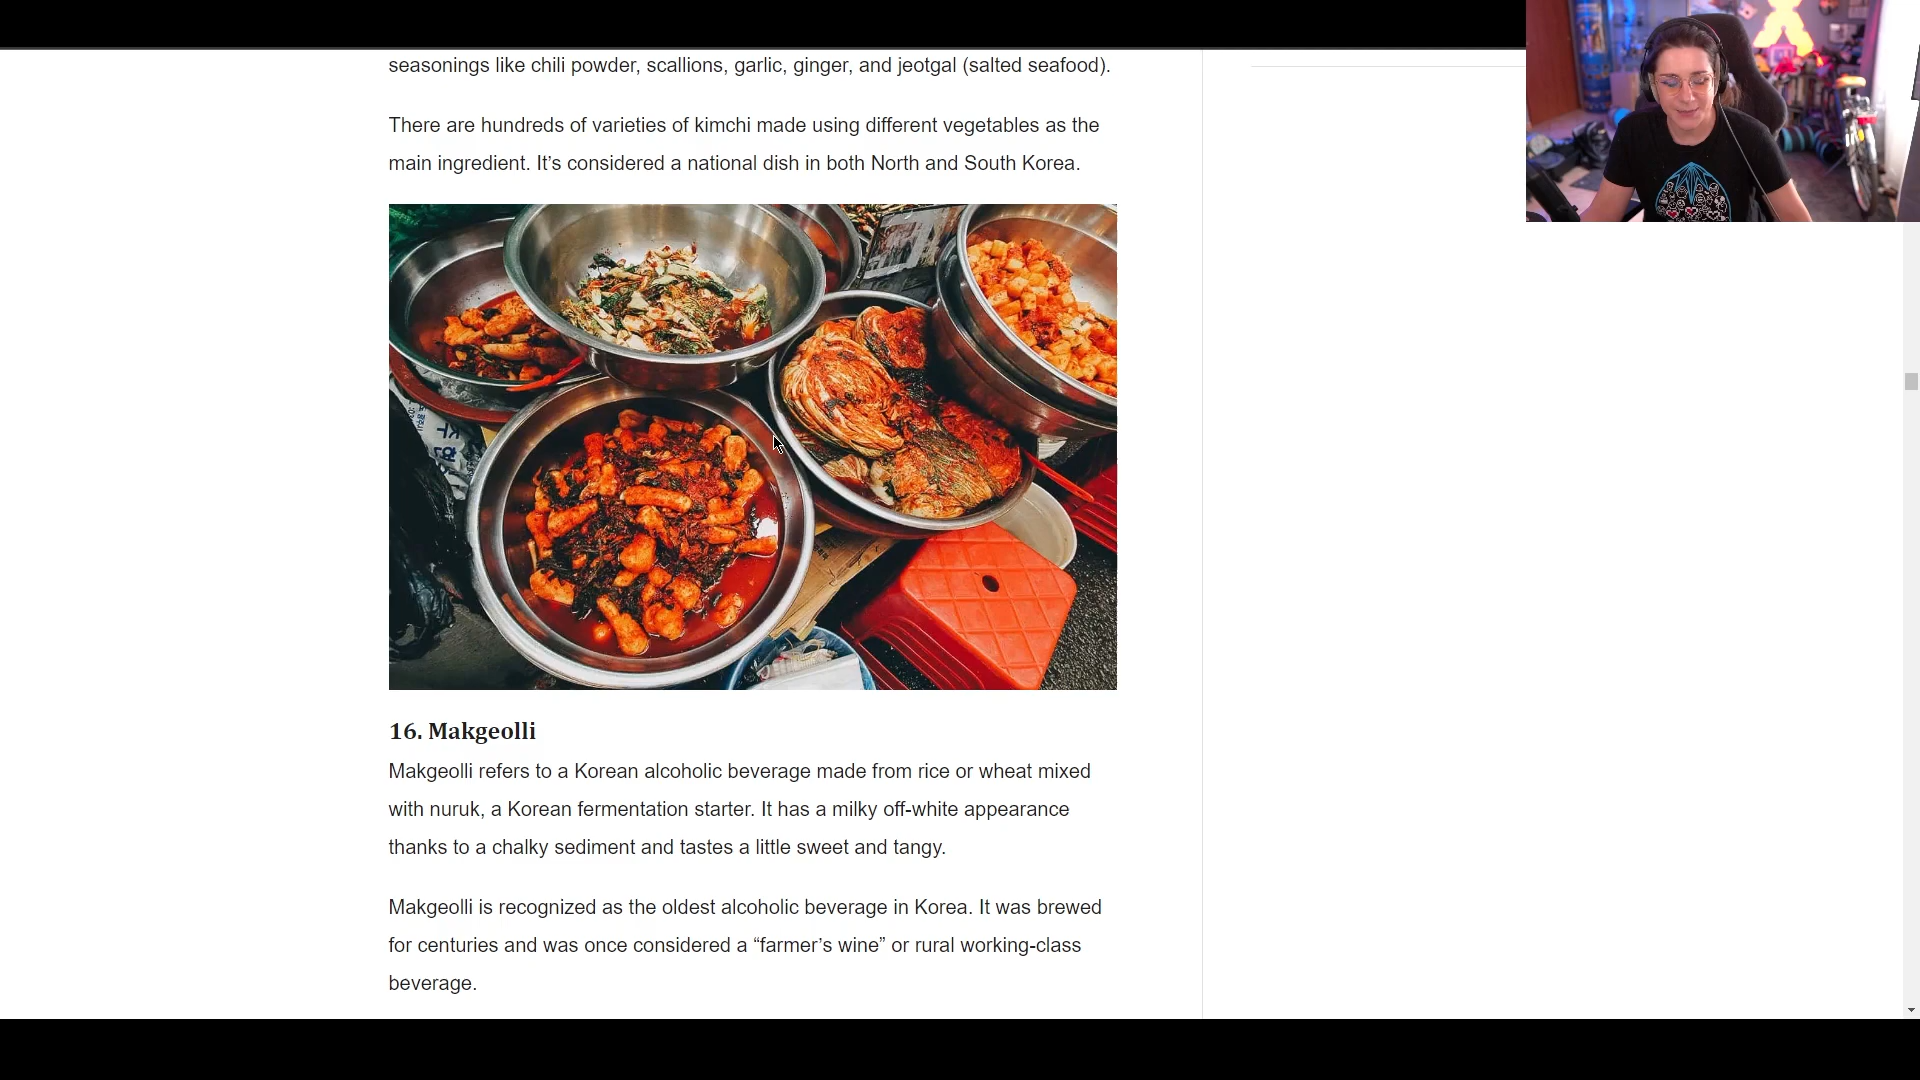 seasonings like chili powder, scallions, garlic, ginger, and jeotgal (salted seafood).
There are hundreds of varieties of kimchi made using different vegetables as the
main ingredient. It’s considered a national dish in both North and South Korea.
16. Makgeolli
Makgeolli refers to a Korean alcoholic beverage made from rice or wheat mixed
with nuruk, a Korean fermentation starter. It has a milky off-white appearance
thanks to a chalky sediment and tastes a little sweet and tangy.
Makgeolli is recognized as the oldest alcoholic beverage in Korea. It was brewed
for centuries and was once considered a “farmer’s wine” or rural working-class
beverage.